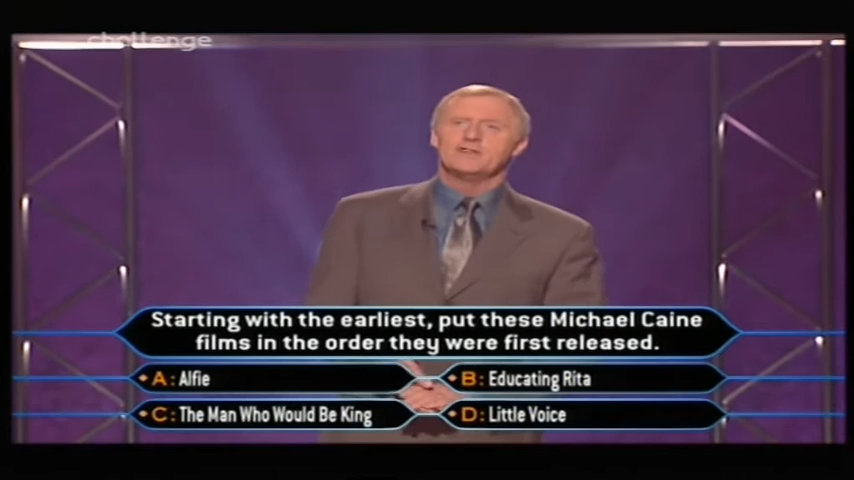 challenge
Starting with the earliest, put these Michael Caine
films in the order they were first released.
A: Alfie
B: Educating Rita
C: The Man Who Would Be King
D: Little Voice